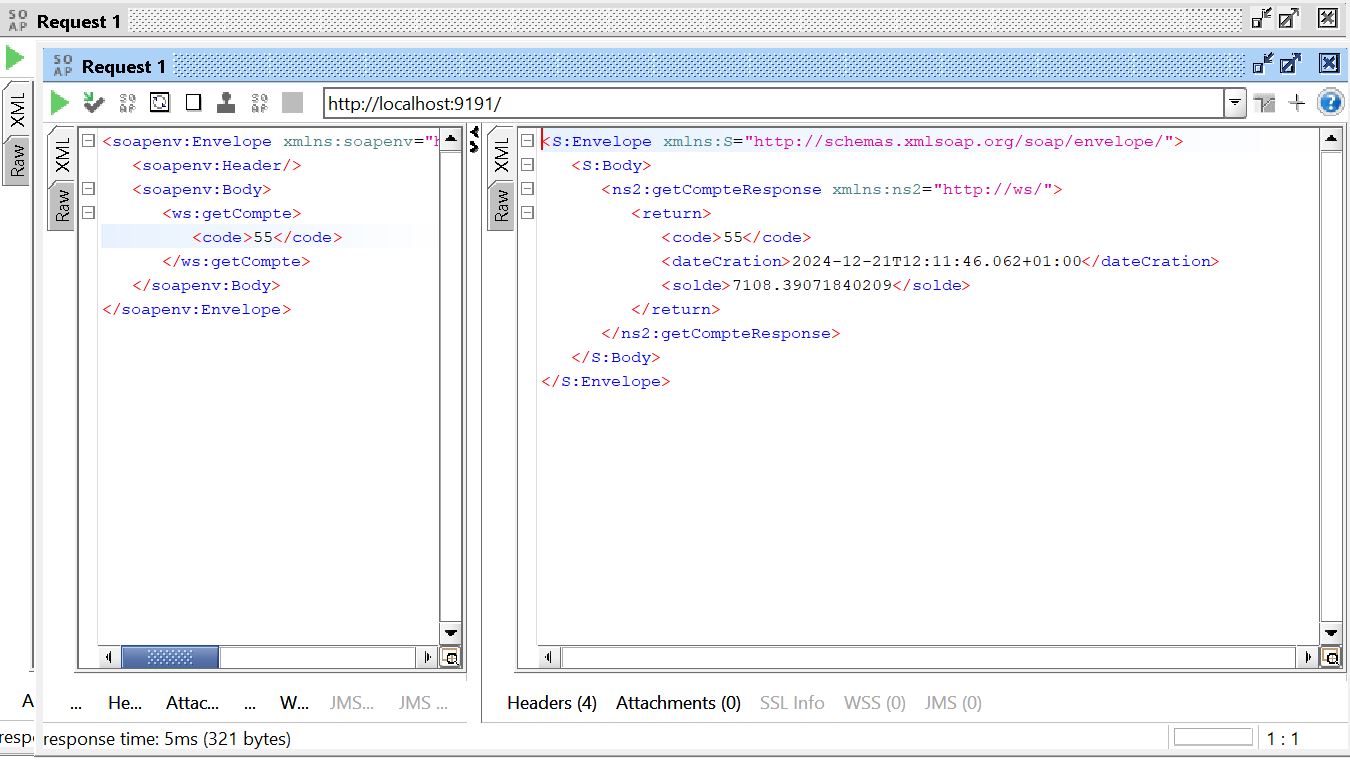 SO
AP Request 1
SO
AP Request 1
http://localhost:9191/
XML
Raw
XML
Raw
<soapenv:Envelope xmlns:soapenv="h
<soapenv:Header/>
<soapenv:Body>
<ws:getCompte>
<code>55</code>
</ws:getCompte>
</soapenv:Body>
</soapenv:Envelope>
XML
Raw
<S:Envelope xmlns:S="http://schemas.xmlsoap.org/soap/envelope/">
<S:Body>
<ns2:getCompteResponse xmlns:ns2="http://ws/">
<return>
<code>55</code>
<dateCration>2024-12-21T12:11:46.062+01:00</dateCration>
<solde>7108.39071840209</solde>
</return>
</ns2:getCompteResponse>
</S:Body>
</S:Envelope>
A ... He... Attac... ... W... JMS... JMS ...
Headers (4) Attachments (0) SSL Info WSS (0) JMS (0)
resp
response time: 5ms (321 bytes)
1 : 1